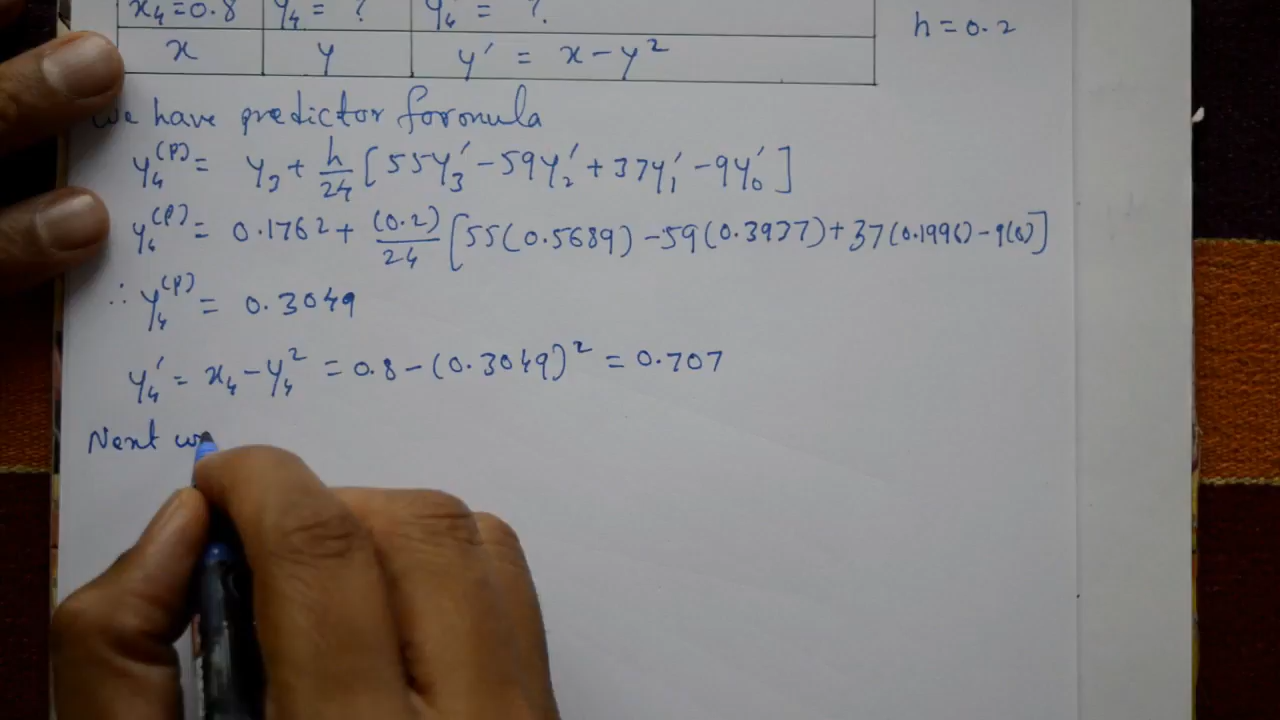 x₄=0.8 y₄ = ? y₄' = ?
h=0.2
x y y' = x-y²
We have predictor foronula
y₄⁽ᴾ⁾= y₃ + h/24 [55y₃' - 59y₂' + 37y₁' - 9y₀']
y₄⁽ᴾ⁾= 0.1762 + (0.2)/24 [55(0.5689) - 59(0.3937) + 37(0.1996) - 9(0)]
∴ y₄⁽ᴾ⁾ = 0.3049
y₄' = x₄ - y₄² = 0.8 - (0.3049)² = 0.707
Next we